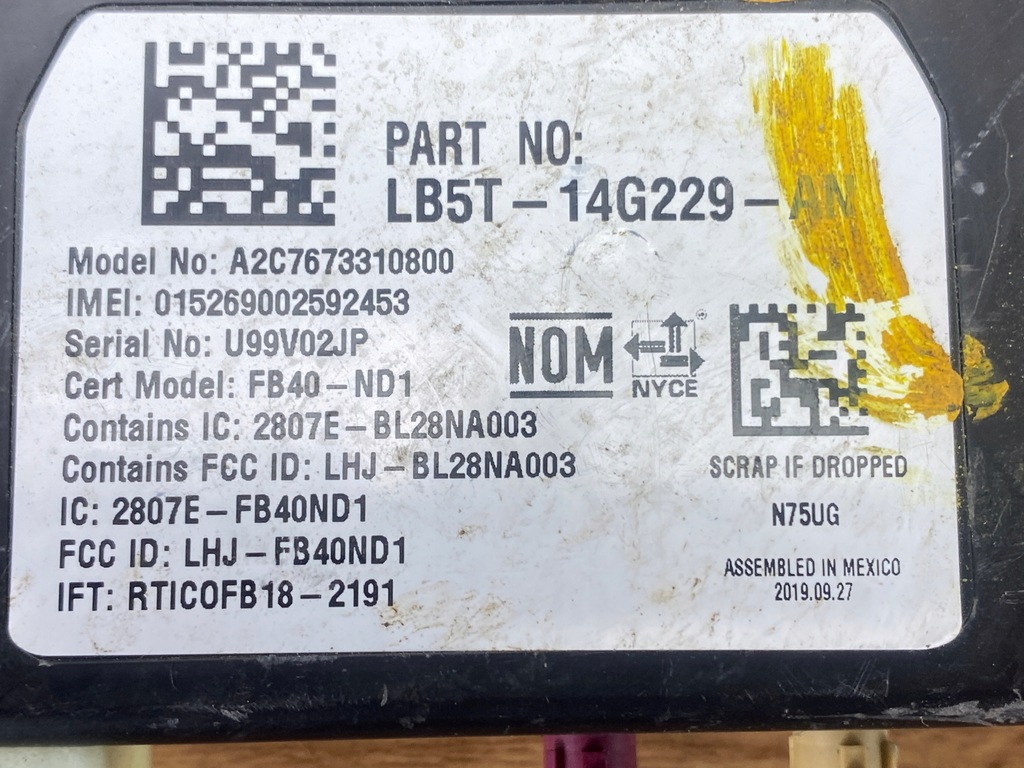 PART NO:
LB5T-14G229-AN
Model No: A2C7673310800
IMEI: 015269002592453
Serial No: U99V02JP
Cert Model: FB40-ND1
Contains IC: 2807E-BL28NA003
Contains FCC ID: LHJ-BL28NA003
IC: 2807E-FB40ND1
FCC ID: LHJ-FB40ND1
IFT: RTICOFB18-2191
NOM
NYCE
SCRAP IF DROPPED
N75UG
ASSEMBLED IN MEXICO
2019.09.27